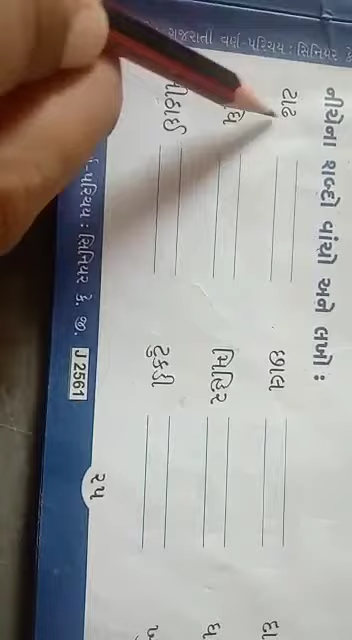 ગુજરાતી વર્ણ-પરિચય : સિનિયર કે
નીચેના શબ્દો વાંચો અને લખો :
ટાઢ છાલ
મિહિર
મીઠાઈ ટુકડી
૨૫
-પરિચય : સિનિયર કે. જી. J 2561